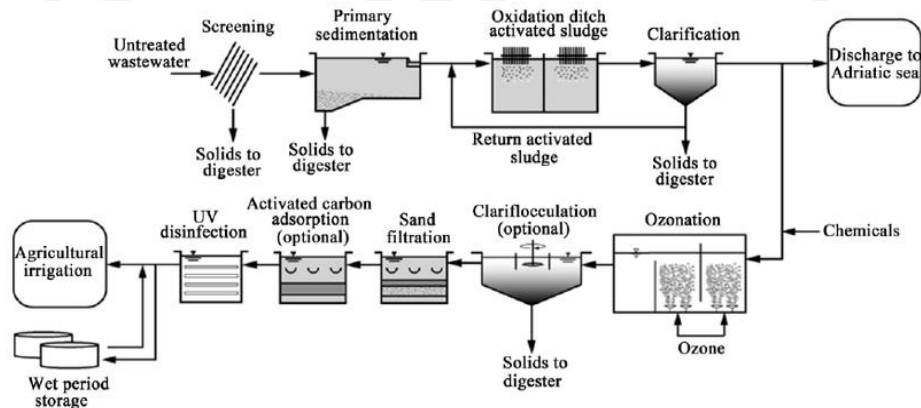 Untreated
wastewater
Screening
Primary
sedimentation
Oxidation ditch
activated sludge
Clarification
Discharge to
Adriatic sea
Solids to
digester
Solids to
digester
Return activated
sludge
Solids to
digester
Agricultural
irrigation
UV
disinfection
Activated carbon
adsorption
(optional)
Sand
filtration
Clariflocculation
(optional)
Ozonation
Chemicals
Wet period
storage
Solids to
digester
Ozone